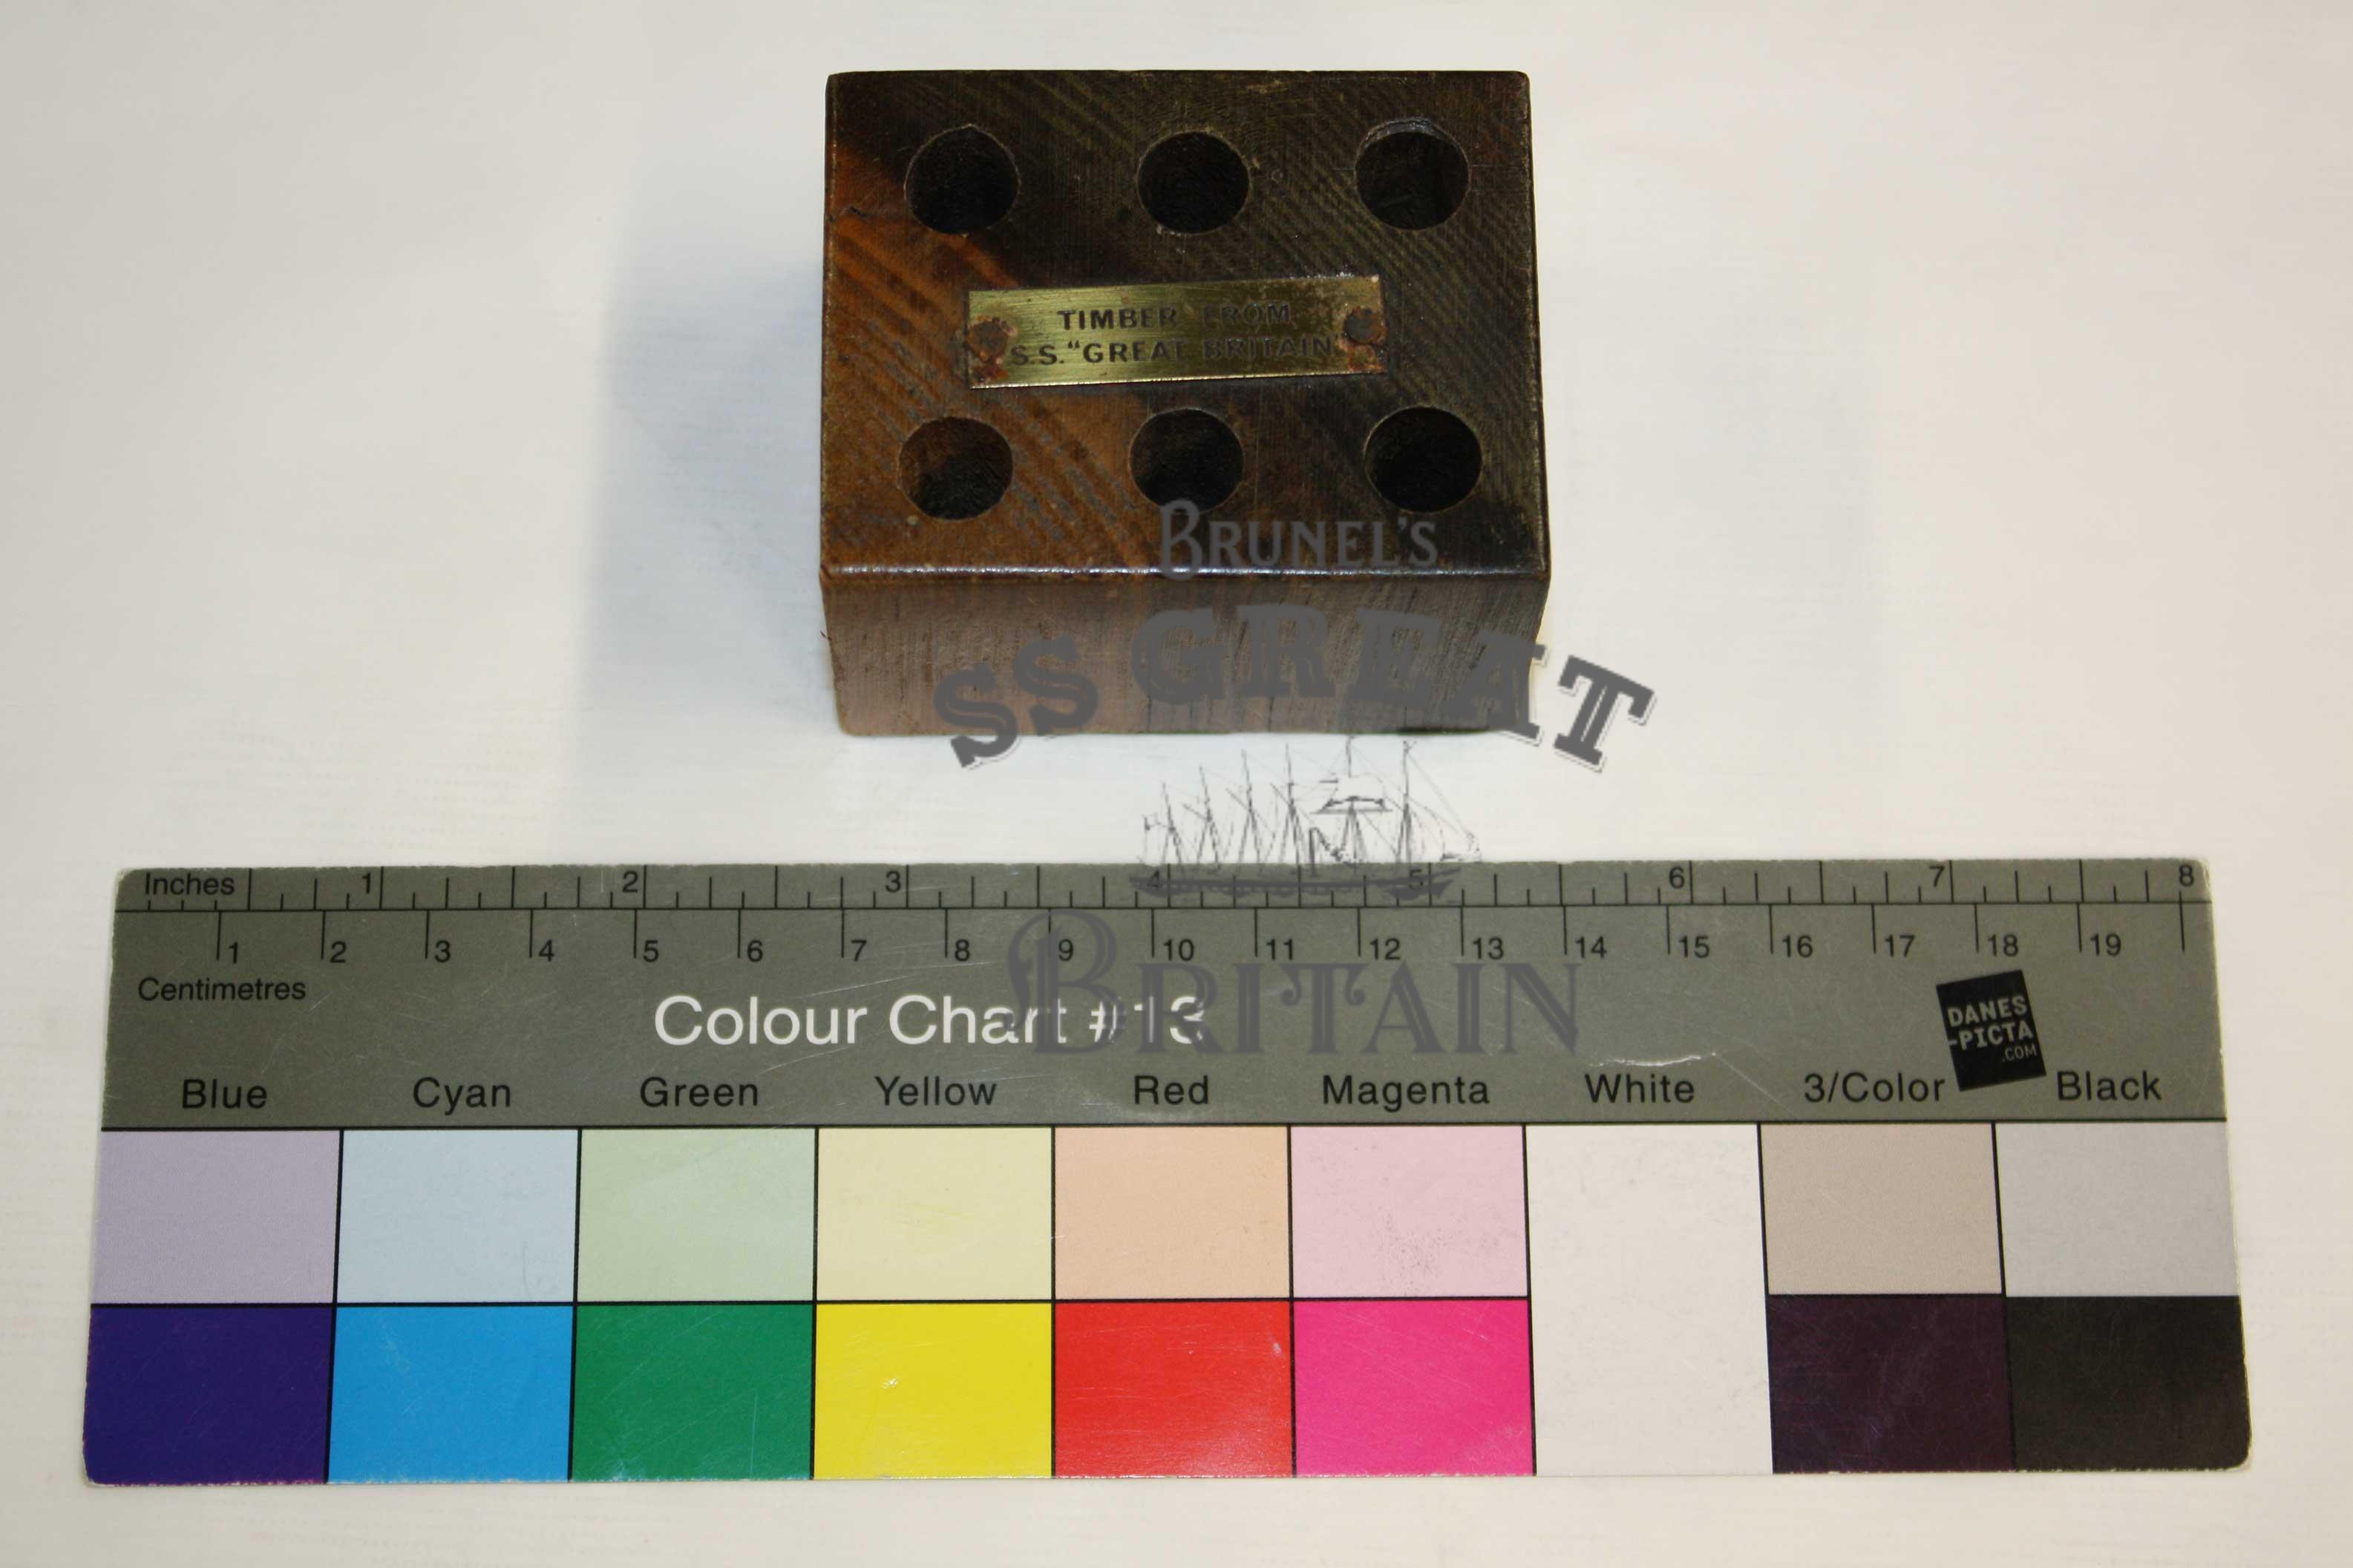 TIMBER FROM
S.S. "GREAT BRITAIN
BRUNEL'S
SS GREAT
BRITAIN
Inches 1 2 3 4 5 6 7 8
1 2 3 4 5 6 7 8 9 10 11 12 13 14 15 16 17 18 19
Centimetres
Colour Chart #13
DANES
-PICTA
.COM
Blue Cyan Green Yellow Red Magenta White 3/Color Black